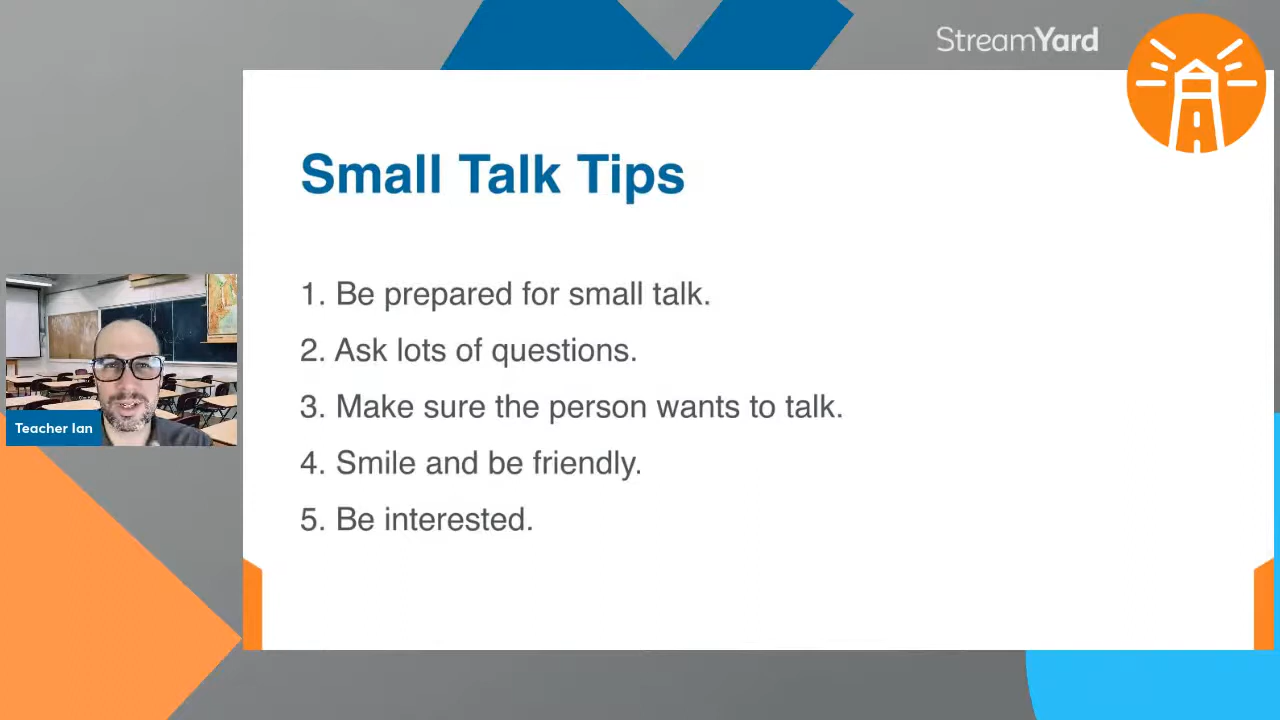 StreamYard
Small Talk Tips
1. Be prepared for small talk.
2. Ask lots of questions.
3. Make sure the person wants to talk.
4. Smile and be friendly.
5. Be interested.
Teacher Ian